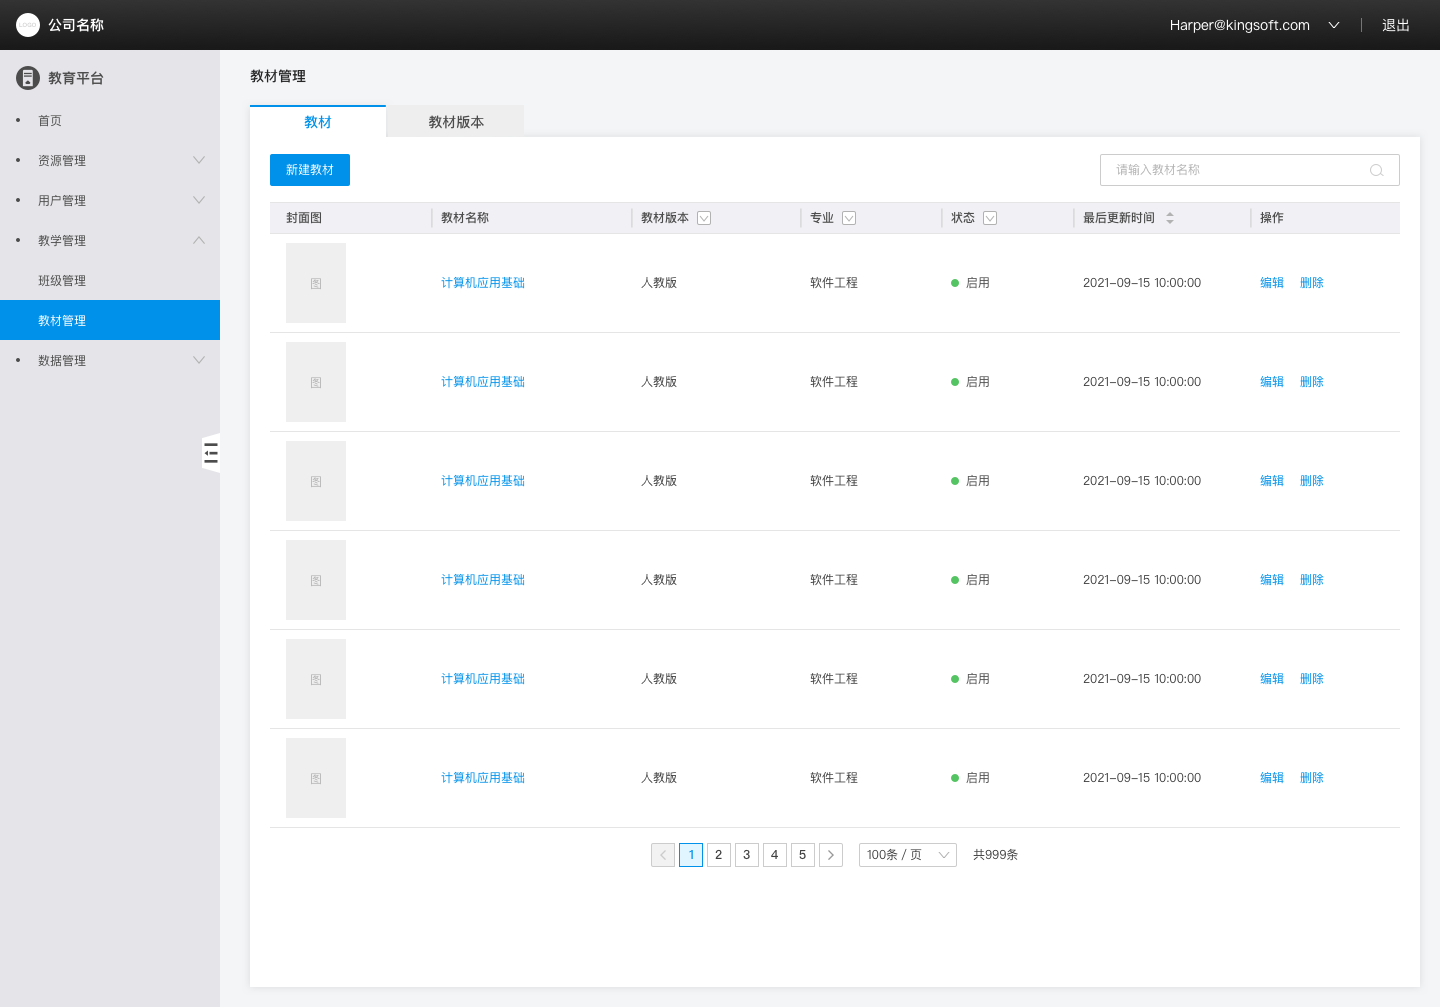 公司名称
Harper@kingsoft.com 退出
教育平台
首页
资源管理
用户管理
教学管理
班级管理
教材管理
数据管理
教材管理
教材 教材版本
新建教材 请输入教材名称
封面图 教材名称 教材版本 专业 状态 最后更新时间 操作
图 计算机应用基础 人教版 软件工程 启用 2021-09-15 10:00:00 编辑 删除
图 计算机应用基础 人教版 软件工程 启用 2021-09-15 10:00:00 编辑 删除
图 计算机应用基础 人教版 软件工程 启用 2021-09-15 10:00:00 编辑 删除
图 计算机应用基础 人教版 软件工程 启用 2021-09-15 10:00:00 编辑 删除
图 计算机应用基础 人教版 软件工程 启用 2021-09-15 10:00:00 编辑 删除
图 计算机应用基础 人教版 软件工程 启用 2021-09-15 10:00:00 编辑 删除
1 2 3 4 5 100条 / 页 共999条